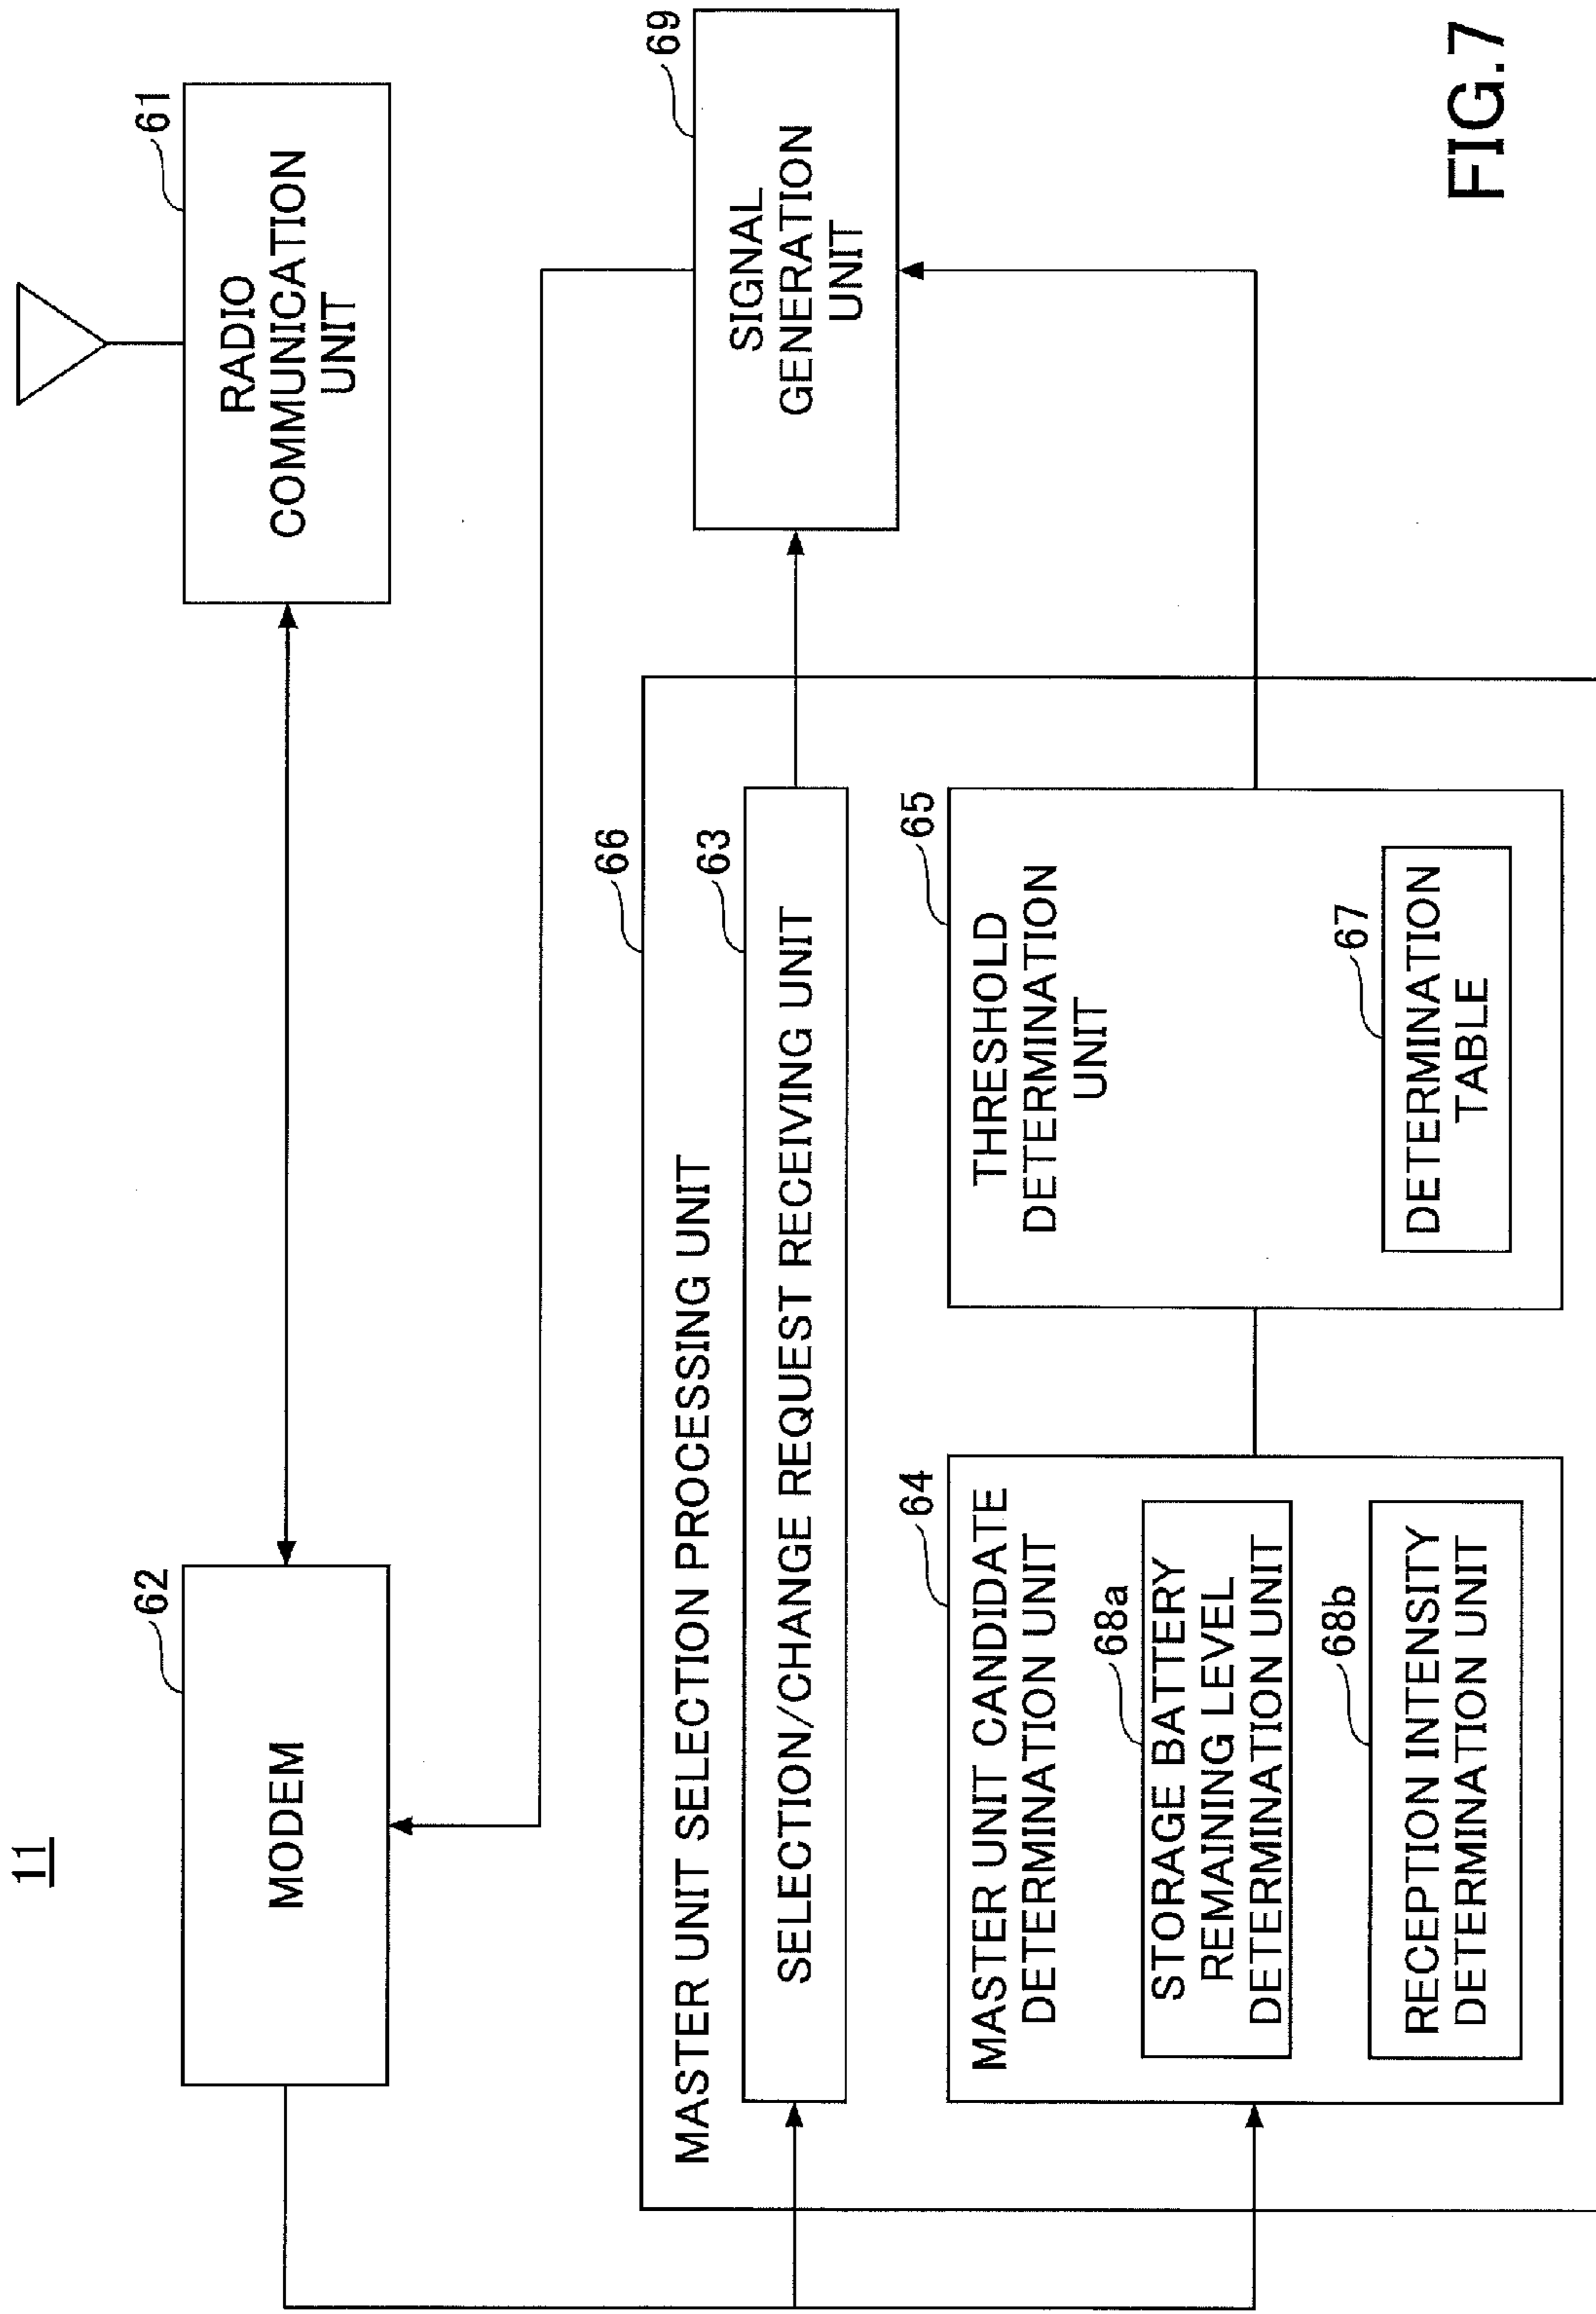 11
62
MODEM
61
RADIO
COMMUNICATION
UNIT
66
MASTER UNIT SELECTION PROCESSING UNIT
63
SELECTION/CHANGE REQUEST RECEIVING UNIT
69
SIGNAL
GENERATION
UNIT
64
MASTER UNIT CANDIDATE
DETERMINATION UNIT
68a
STORAGE BATTERY
REMAINING LEVEL
DETERMINATION UNIT
68b
RECEPTION INTENSITY
DETERMINATION UNIT
65
THRESHOLD
DETERMINATION
UNIT
67
DETERMINATION
TABLE
FIG.7